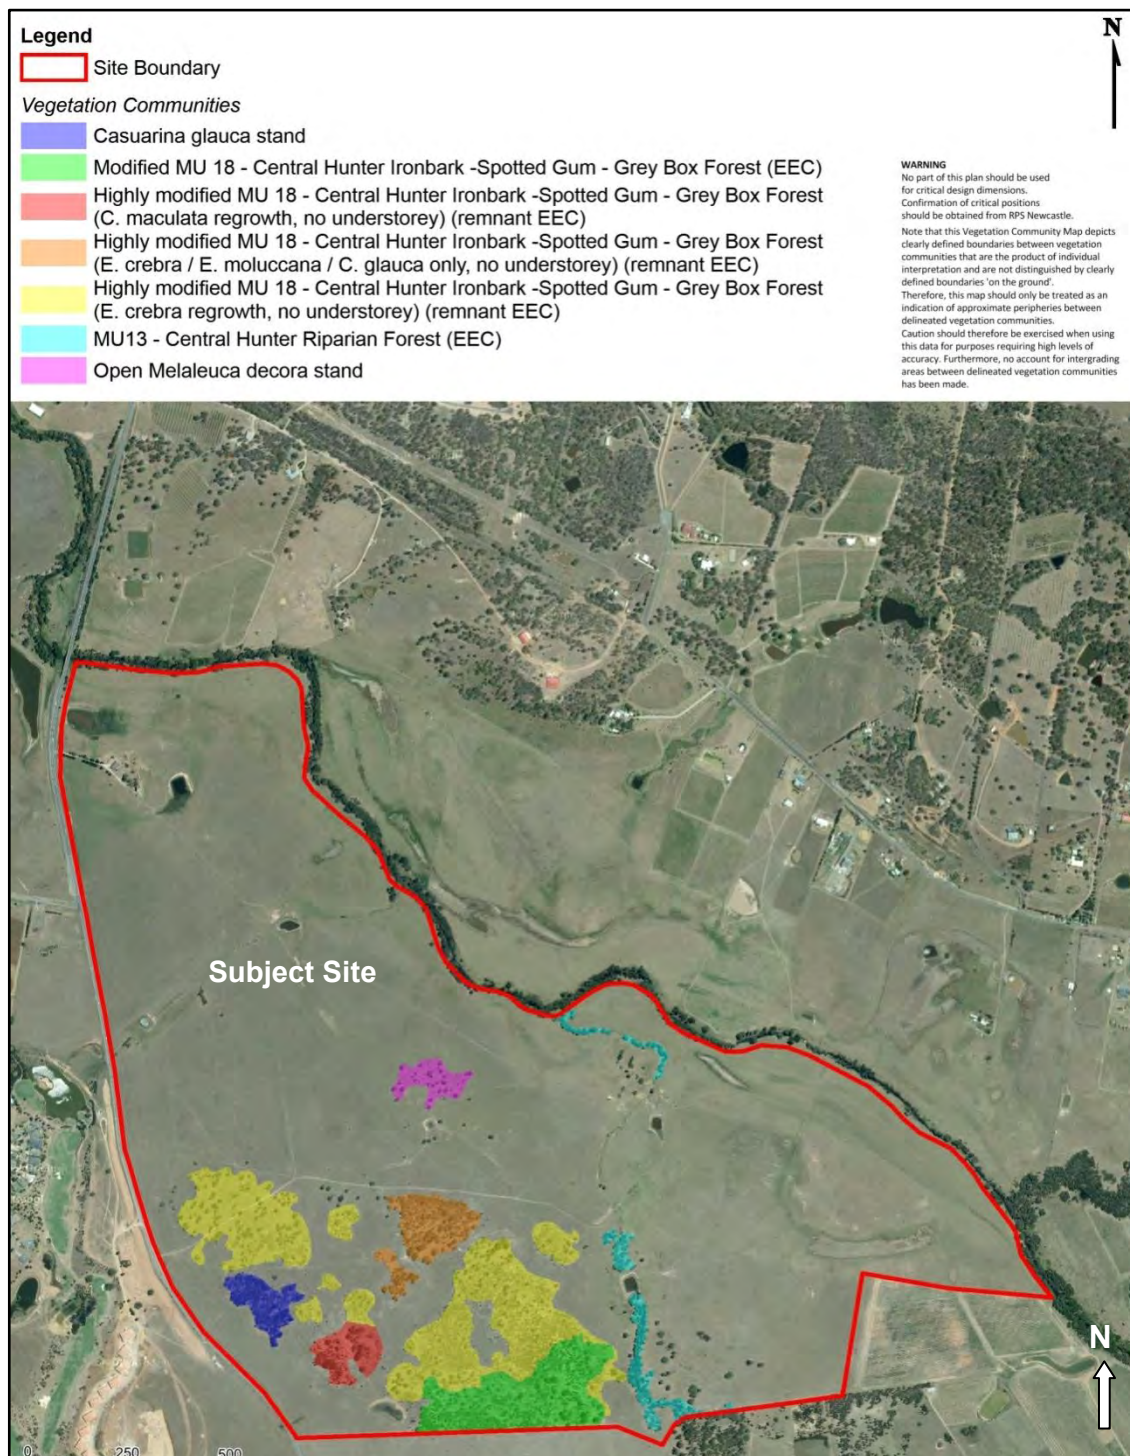 N
Legend
Site Boundary
Vegetation Communities
Casuarina glauca stand
Modified MU 18 - Central Hunter Ironbark -Spotted Gum - Grey Box Forest (EEC)
Highly modified MU 18 - Central Hunter Ironbark -Spotted Gum - Grey Box Forest
(C. maculata regrowth, no understorey) (remnant EEC)
Highly modified MU 18 - Central Hunter Ironbark -Spotted Gum - Grey Box Forest
(E. crebra / E. moluccana / C. glauca only, no understorey) (remnant EEC)
Highly modified MU 18 - Central Hunter Ironbark -Spotted Gum - Grey Box Forest
(E. crebra regrowth, no understorey) (remnant EEC)
MU13 - Central Hunter Riparian Forest (EEC)
Open Melaleuca decora stand
WARNING
No part of this plan should be used
for critical design dimensions.
Confirmation of critical positions
should be obtained from RPS Newcastle.
Note that this Vegetation Community Map depicts
clearly defined boundaries between vegetation
communities that are the product of individual
interpretation and are not distinguished by clearly
defined boundaries 'on the ground'.
Therefore, this map should only be treated as an
indication of approximate peripheries between
delineated vegetation communities.
Caution should therefore be exercised when using
this data for purposes requiring high levels of
accuracy. Furthermore, no account for intergrading
areas between delineated vegetation communities
has been made.
Subject Site
N
0 250 500